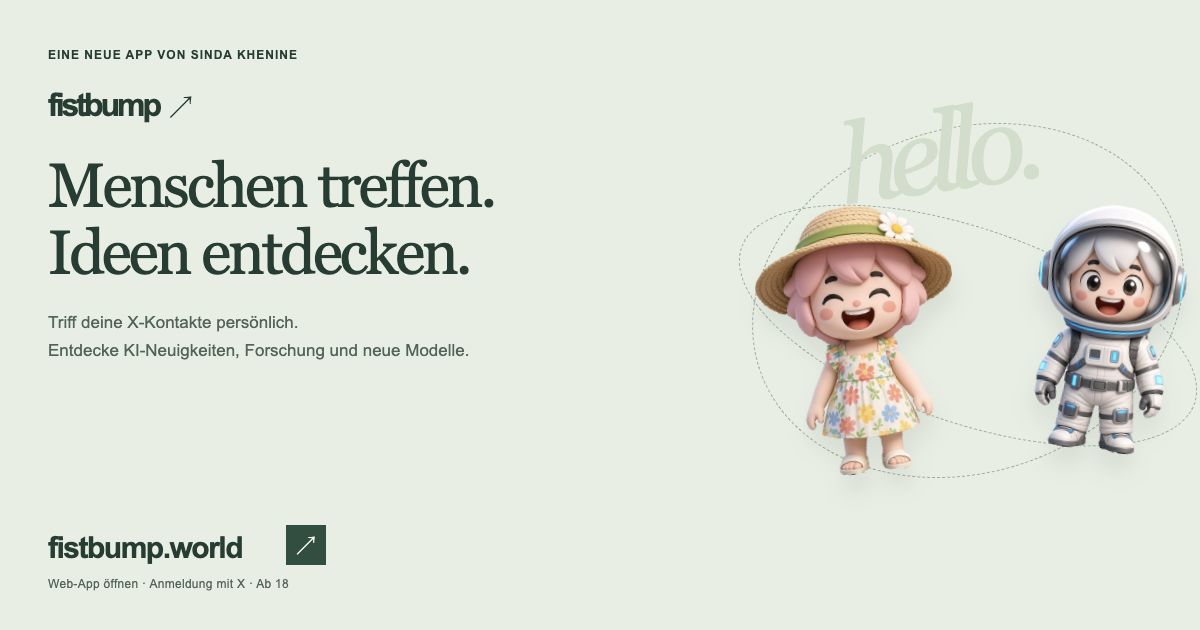 EINE NEUE APP VON SINDA KHENINE
fistbump
Menschen treffen.
Ideen entdecken.
Triff deine X-Kontakte persönlich.
Entdecke KI-Neuigkeiten, Forschung und neue Modelle.
hello.
fistbump.world
Web-App öffnen · Anmeldung mit X · Ab 18